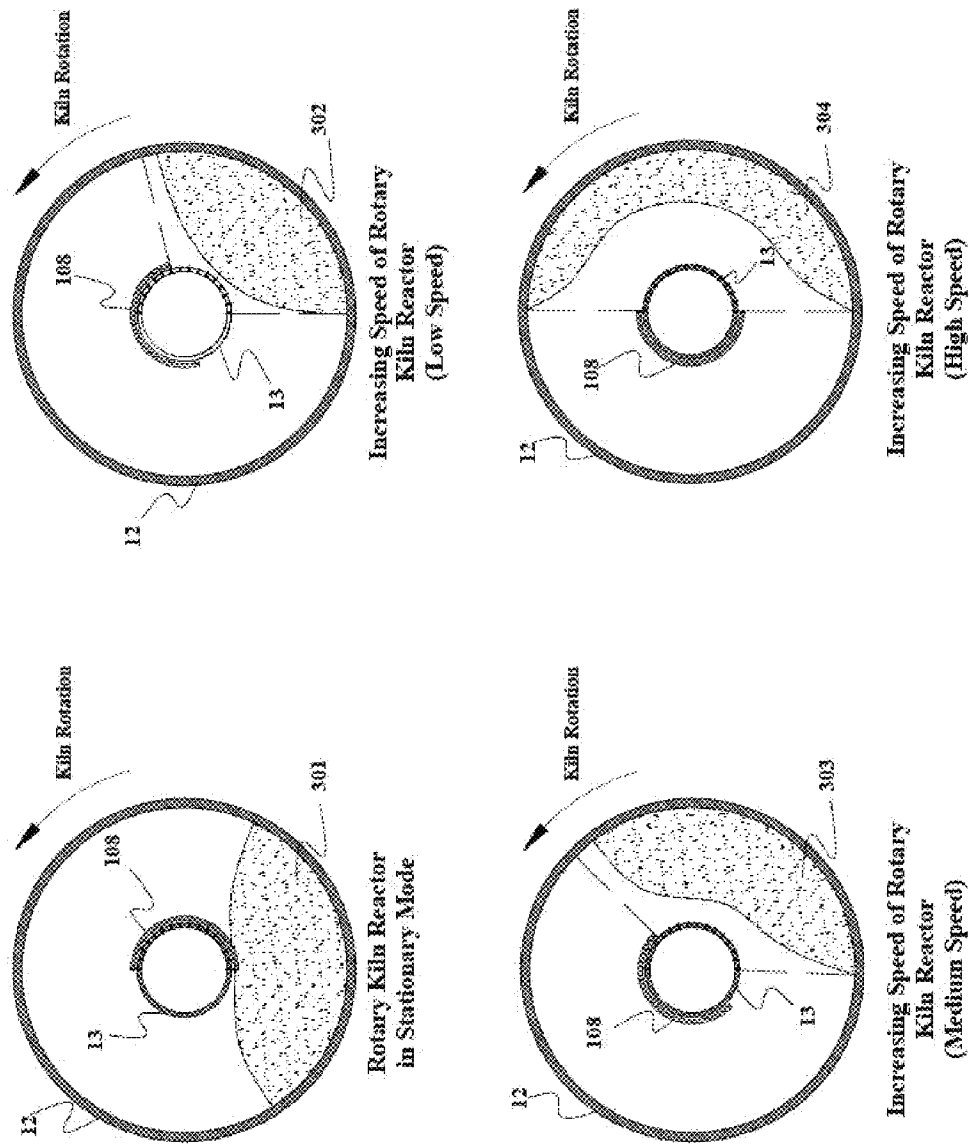 Kiln Rotation
108
13
12
301
Rotary Kiln Reactor
in Stationary Mode
Kiln Rotation
108
302
13
12
Increasing Speed of Rotary
Kiln Reactor
(Low Speed)
Kiln Rotation
12
108
303
13
Increasing Speed of Rotary
Kiln Reactor
(Medium Speed)
Kiln Rotation
12
108
13
304
Increasing Speed of Rotary
Kiln Reactor
(High Speed)